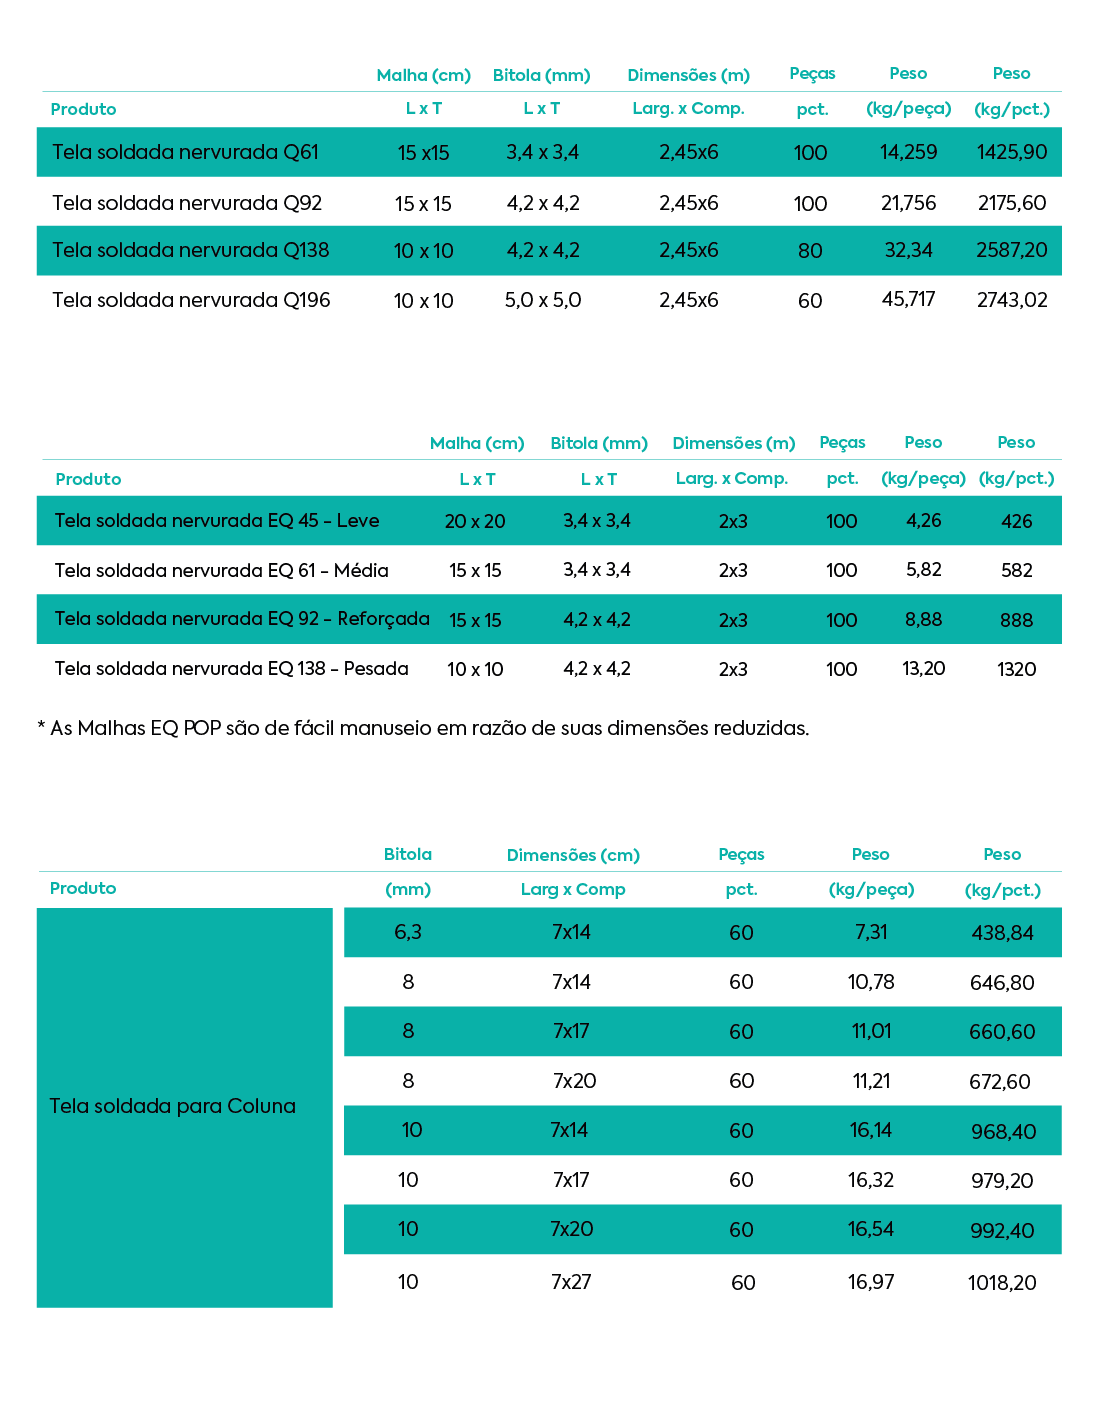 Malha (cm) Bitola (mm) Dimensões (m) Peças Peso Peso
Produto L x T L x T Larg. x Comp. pct. (kg/peça) (kg/pct.)
Tela soldada nervurada Q61 15 x15 3,4 x 3,4 2,45x6 100 14,259 1425,90
Tela soldada nervurada Q92 15 x 15 4,2 x 4,2 2,45x6 100 21,756 2175,60
Tela soldada nervurada Q138 10 x 10 4,2 x 4,2 2,45x6 80 32,34 2587,20
Tela soldada nervurada Q196 10 x 10 5,0 x 5,0 2,45x6 60 45,717 2743,02
Malha (cm) Bitola (mm) Dimensões (m) Peças Peso Peso
Produto L x T L x T Larg. x Comp. pct. (kg/peça) (kg/pct.)
Tela soldada nervurada EQ 45 - Leve 20 x 20 3,4 x 3,4 2x3 100 4,26 426
Tela soldada nervurada EQ 61 - Média 15 x 15 3,4 x 3,4 2x3 100 5,82 582
Tela soldada nervurada EQ 92 - Reforçada 15 x 15 4,2 x 4,2 2x3 100 8,88 888
Tela soldada nervurada EQ 138 - Pesada 10 x 10 4,2 x 4,2 2x3 100 13,20 1320
* As Malhas EQ POP são de fácil manuseio em razão de suas dimensões reduzidas.
Bitola Dimensões (cm) Peças Peso Peso
Produto (mm) Larg x Comp pct. (kg/peça) (kg/pct.)
6,3 7x14 60 7,31 438,84
8 7x14 60 10,78 646,80
8 7x17 60 11,01 660,60
8 7x20 60 11,21 672,60
Tela soldada para Coluna
10 7x14 60 16,14 968,40
10 7x17 60 16,32 979,20
10 7x20 60 16,54 992,40
10 7x27 60 16,97 1018,20